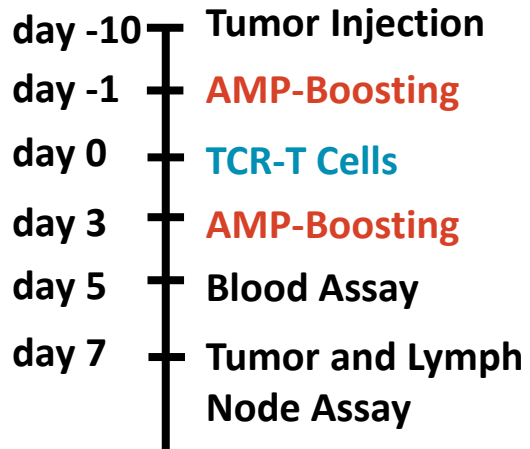 day -10 Tumor Injection
day -1 AMP-Boosting
day 0 TCR-T Cells
day 3 AMP-Boosting
day 5 Blood Assay
day 7 Tumor and Lymph
Node Assay